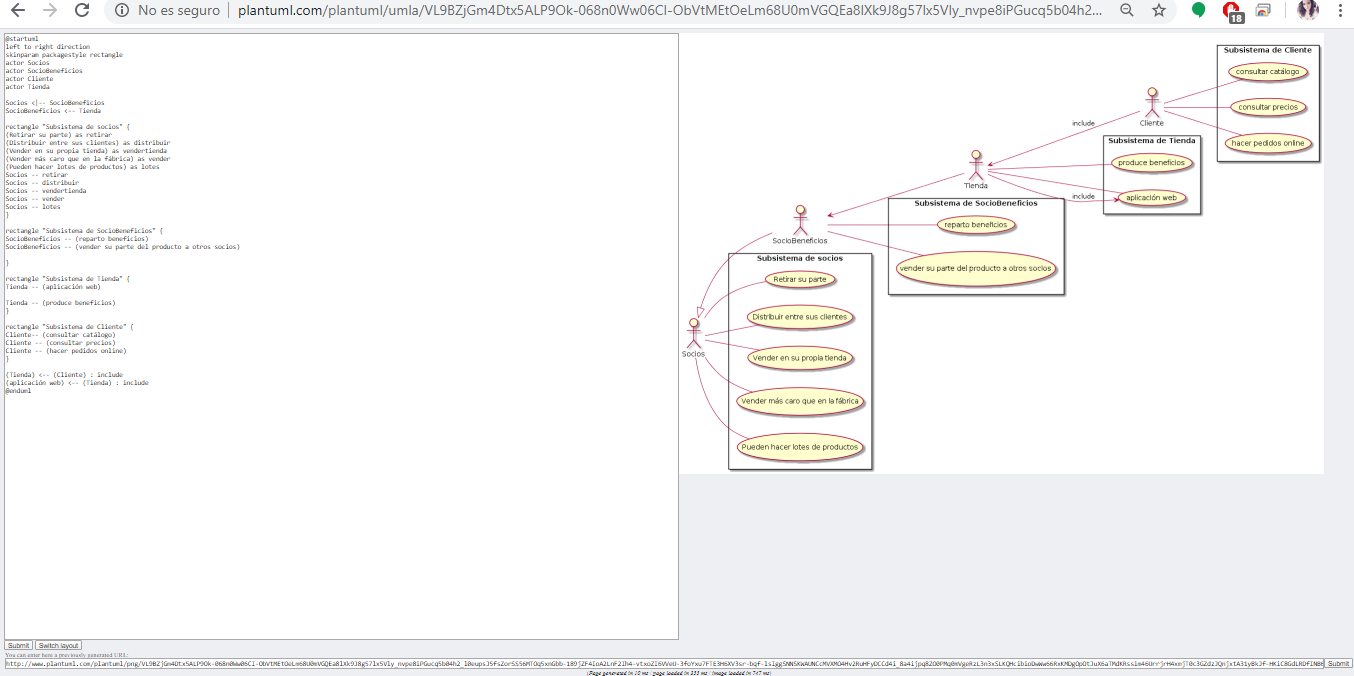 No es seguro
plantuml.com/plantuml/umla/
18
@startuml
left to right direction
skinparam packagestyle rectangle
actor Socios
actor SocioBeneficios
actor Cliente
actor Tienda
Socios <|-- SocioBeneficios
SocioBeneficios <-- Tienda
rectangle "Subsistema de socios" {
(Retirar su parte) as retirar
(Distribuir entre sus clientes) as distribuir
(Vender en su propia tienda) as vendertienda
(Vender más caro que en la fábrica) as vender
(Pueden hacer lotes de productos) as lotes
Socios -- retirar
Socios -- distribuir
Socios -- vendertienda
Socios -- vender
Socios -- lotes
}
rectangle "Subsistema de SocioBeneficios" {
SocioBeneficios -- (reparto beneficios)
SocioBeneficios -- (vender su parte del producto a otros socios)
}
rectangle "Subsistema de Tienda" {
Tienda -- (aplicación web)
Tienda -- (produce beneficios)
}
rectangle "Subsistema de Cliente" {
Cliente-- (consultar catálogo)
Cliente -- (consultar precios)
Cliente -- (hacer pedidos online)
}
(Tienda) <-- (Cliente) : include
(aplicación web) <-- (Tienda) : include
@enduml
Subsistema de Cliente
consultar catálogo
consultar precios
hacer pedidos online
Cliente
include
Subsistema de Tienda
produce beneficios
aplicación web
Tienda
include
Subsistema de SocioBeneficios
reparto beneficios
vender su parte del producto a otros socios
SocioBeneficios
Subsistema de socios
Retirar su parte
Distribuir entre sus clientes
Vender en su propia tienda
Vender más caro que en la fábrica
Pueden hacer lotes de productos
Socios
Submit
Switch layout
You can enter here a previously generated URL:
http://www.plantuml.com/plantuml/png/
Submit